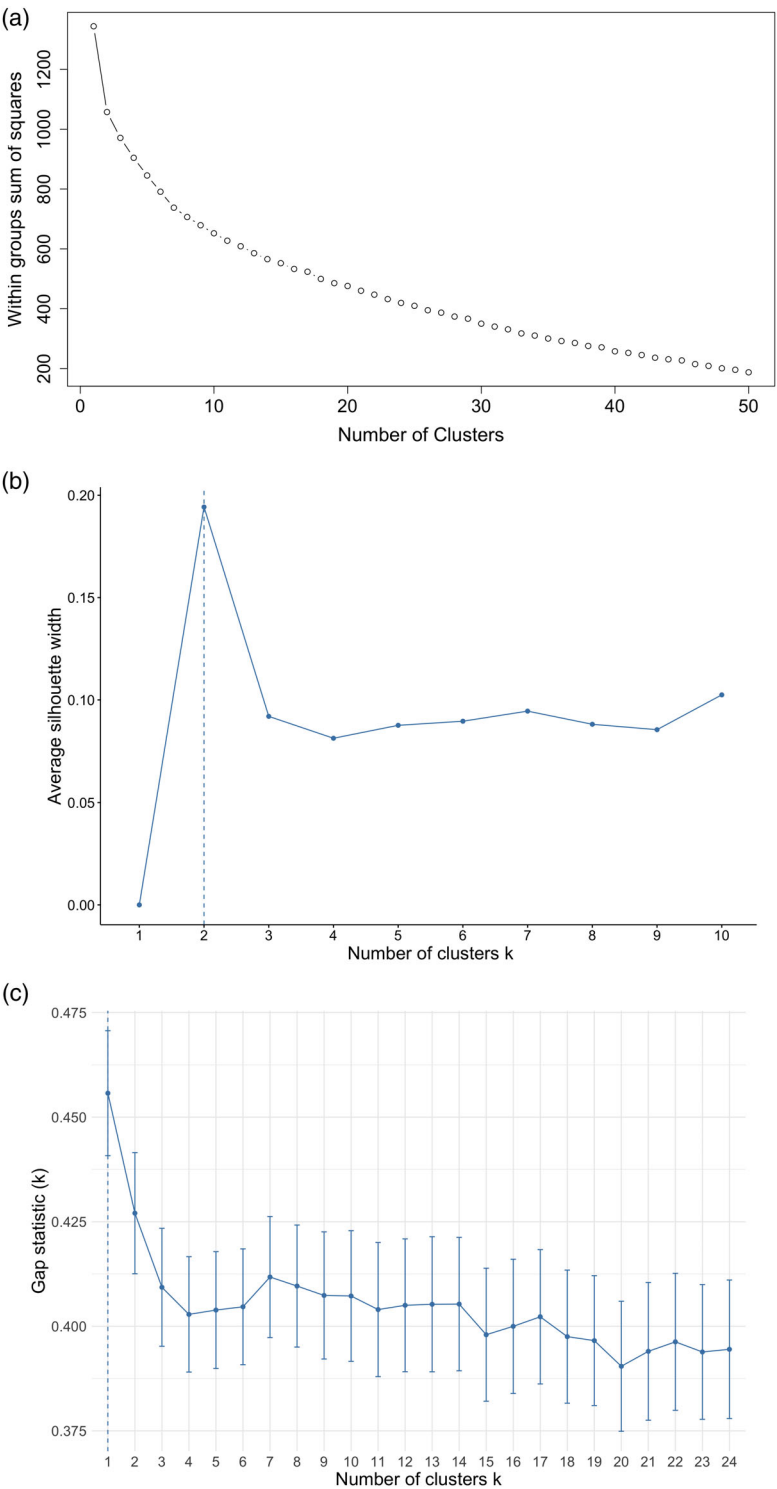 (a)
Within groups sum of squares
1200
1000
800
600
400
200
0 10 20 30 40 50
Number of Clusters
(b)
Average silhouette width
0.20
0.15
0.10
0.05
0.00
1 2 3 4 5 6 7 8 9 10
Number of clusters k
(c)
Gap statistic (k)
0.475
0.450
0.425
0.400
0.375
1 2 3 4 5 6 7 8 9 10 11 12 13 14 15 16 17 18 19 20 21 22 23 24
Number of clusters k